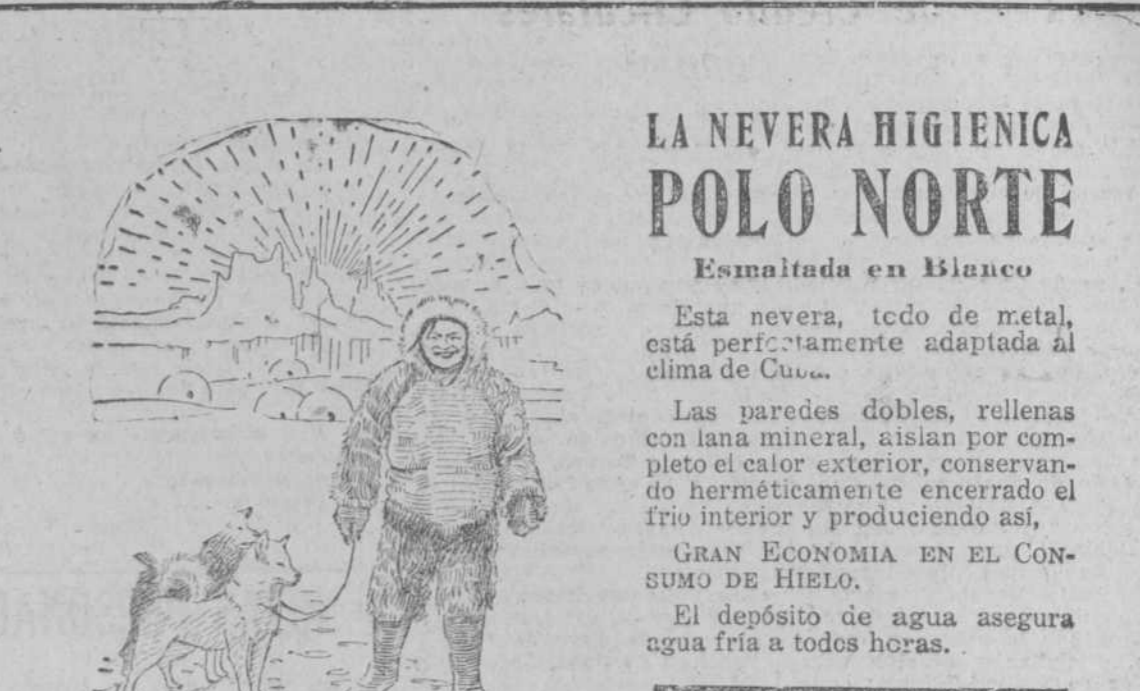 LA NEVERA HIGIENICA
POLO NORTE
Esmaltada en Blanco
Esta nevera, todo de metal,
está perfectamente adaptada al
clima de Cuba.
Las paredes dobles, rellenas
con lana mineral, aislan por com-
pleto el calor exterior, conservan-
do herméticamente encerrado el
frio interior y produciendo así,
GRAN ECONOMIA EN EL CON-
SUMO DE HIELO.
El depósito de agua asegura
agua fría a todos horas.